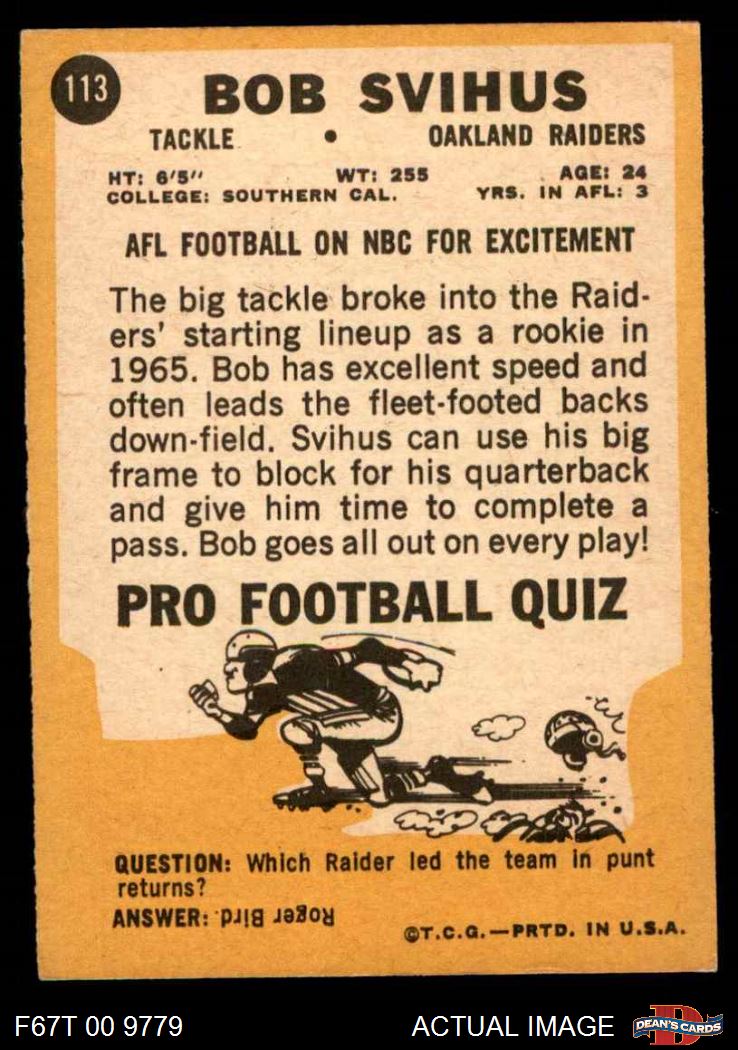 113
BOB SVIHUS
TACKLE • OAKLAND RAIDERS
HT: 6'5" WT: 255 AGE: 24
COLLEGE: SOUTHERN CAL. YRS. IN AFL: 3
AFL FOOTBALL ON NBC FOR EXCITEMENT
The big tackle broke into the Raid-
ers' starting lineup as a rookie in
1965. Bob has excellent speed and
often leads the fleet-footed backs
down-field. Svihus can use his big
frame to block for his quarterback
and give him time to complete a
pass. Bob goes all out on every play!
PRO FOOTBALL QUIZ
QUESTION: Which Raider led the team in punt
returns?
ANSWER: Roger Bird
©T.C.G.—PRTD. IN U.S.A.
F67T 00 9779 ACTUAL IMAGE D DEAN'S CARDS